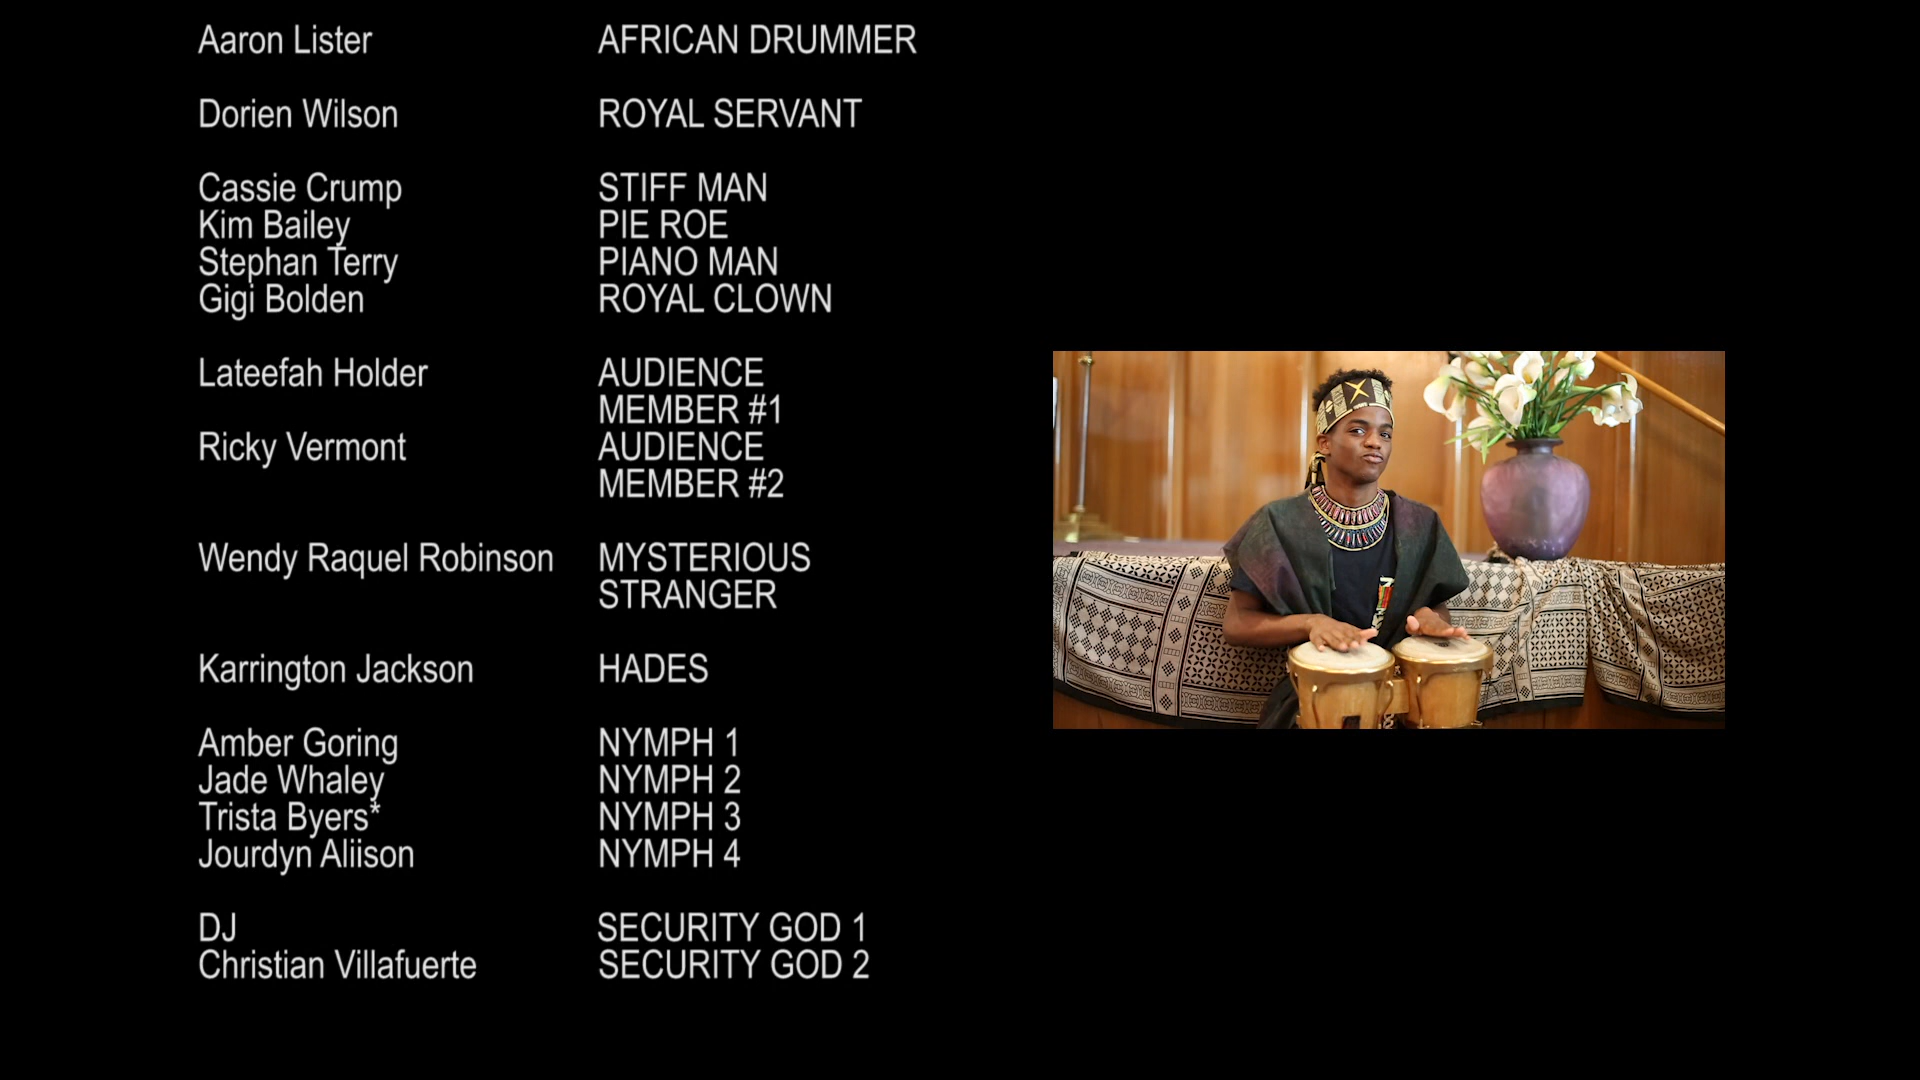 Aaron Lister AFRICAN DRUMMER
Dorien Wilson ROYAL SERVANT
Cassie Crump STIFF MAN
Kim Bailey PIE ROE
Stephan Terry PIANO MAN
Gigi Bolden ROYAL CLOWN
Lateefah Holder AUDIENCE
MEMBER #1
Ricky Vermont AUDIENCE
MEMBER #2
Wendy Raquel Robinson MYSTERIOUS
STRANGER
Karrington Jackson HADES
Amber Goring NYMPH 1
Jade Whaley NYMPH 2
Trista Byers* NYMPH 3
Jourdyn Aliison NYMPH 4
DJ SECURITY GOD 1
Christian Villafuerte SECURITY GOD 2